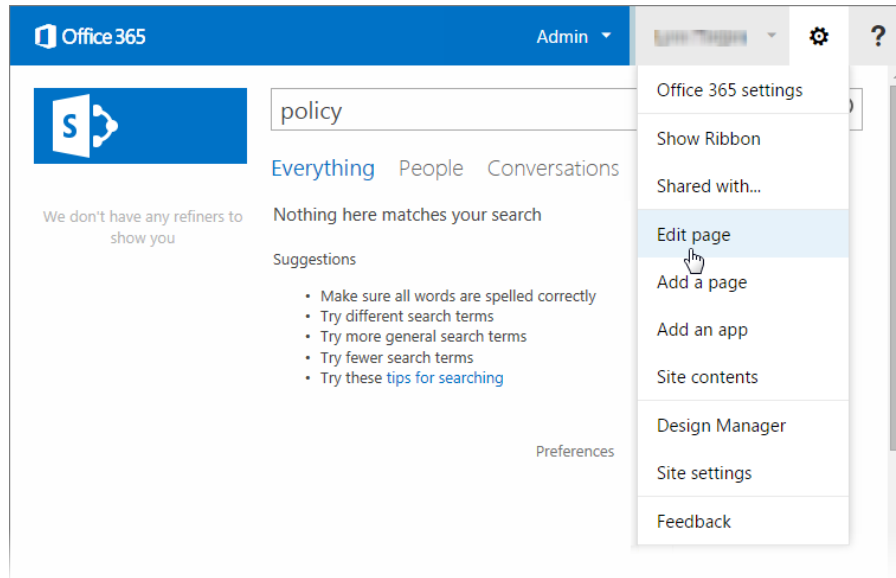 Office 365
Admin
?
S
policy
Everything People Conversations
We don't have any refiners to
show you
Nothing here matches your search
Suggestions
• Make sure all words are spelled correctly
• Try different search terms
• Try more general search terms
• Try fewer search terms
• Try these tips for searching
Preferences
Office 365 settings
Show Ribbon
Shared with...
Edit page
Add a page
Add an app
Site contents
Design Manager
Site settings
Feedback